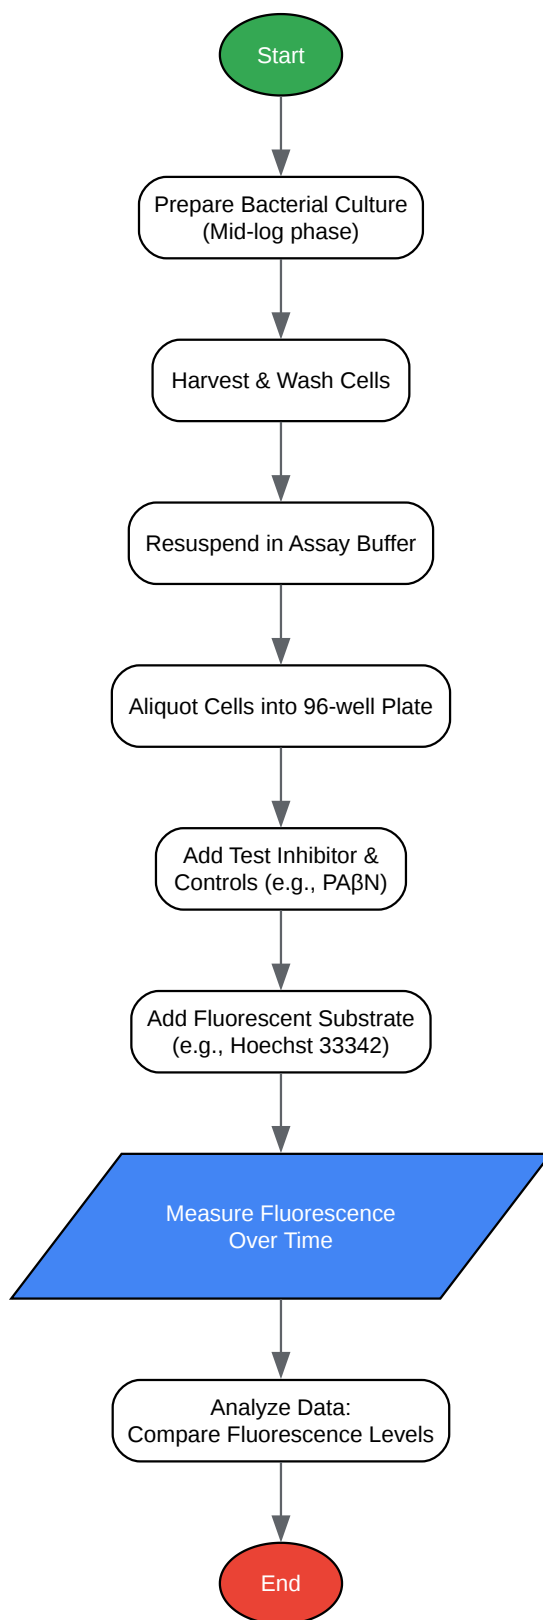 Start
Prepare Bacterial Culture
(Mid-log phase)
Harvest & Wash Cells
Resuspend in Assay Buffer
Aliquot Cells into 96-well Plate
Add Test Inhibitor &
Controls (e.g., PAβN)
Add Fluorescent Substrate
(e.g., Hoechst 33342)
Measure Fluorescence
Over Time
Analyze Data:
Compare Fluorescence Levels
End